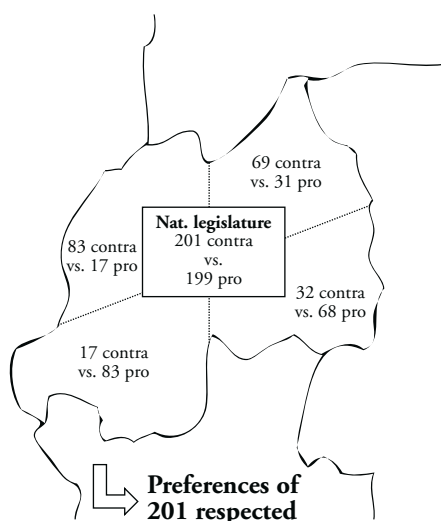 69 contra
vs. 31 pro
Nat. legislature
201 contra
vs.
199 pro
83 contra
vs. 17 pro
32 contra
vs. 68 pro
17 contra
vs. 83 pro
Preferences of
201 respected